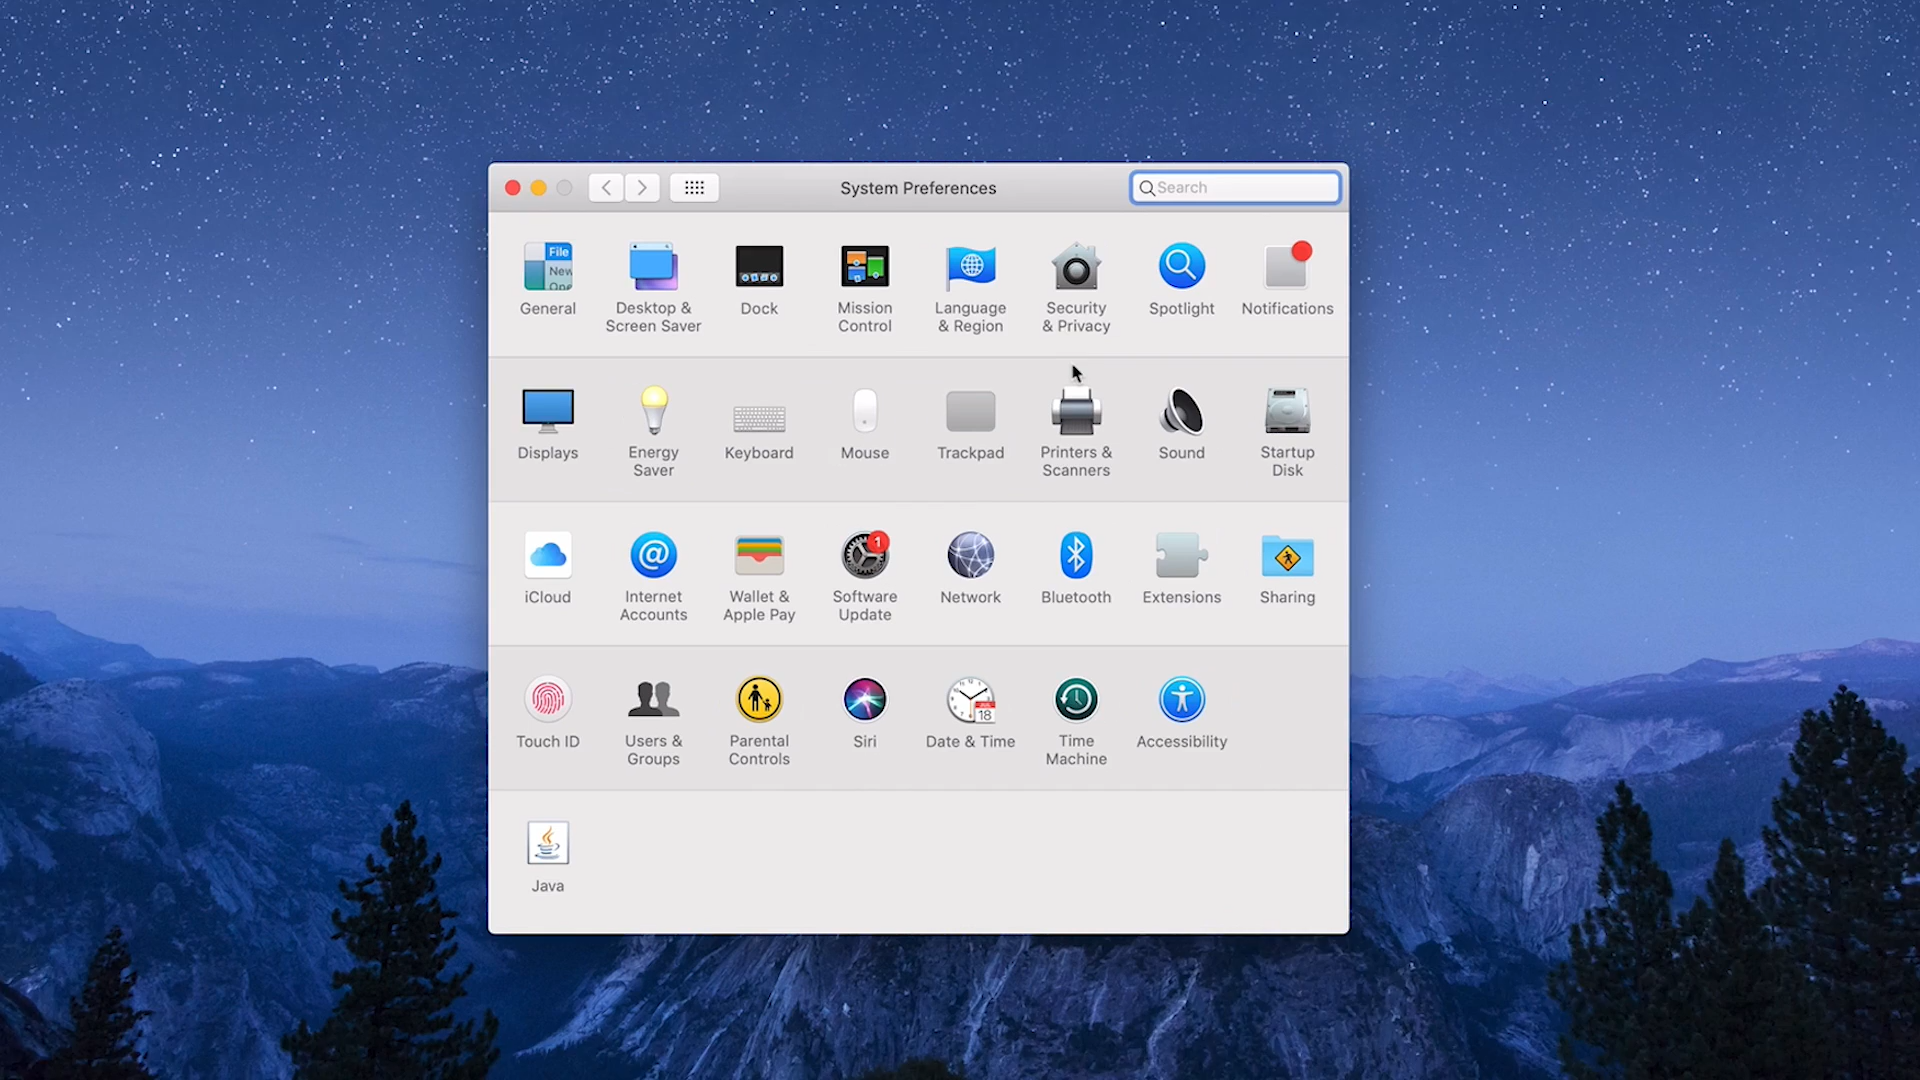 System Preferences
Search
File
New
Ope
General
Desktop &
Screen Saver
Dock
Mission
Control
Language
& Region
Security
& Privacy
Spotlight
Notifications
Displays
Energy
Saver
Keyboard
Mouse
Trackpad
Printers &
Scanners
Sound
Startup
Disk
iCloud
@
Internet
Accounts
Wallet &
Apple Pay
1
Software
Update
Network
Bluetooth
Extensions
Sharing
Touch ID
Users &
Groups
Parental
Controls
Siri
18
Date & Time
Time
Machine
Accessibility
Java